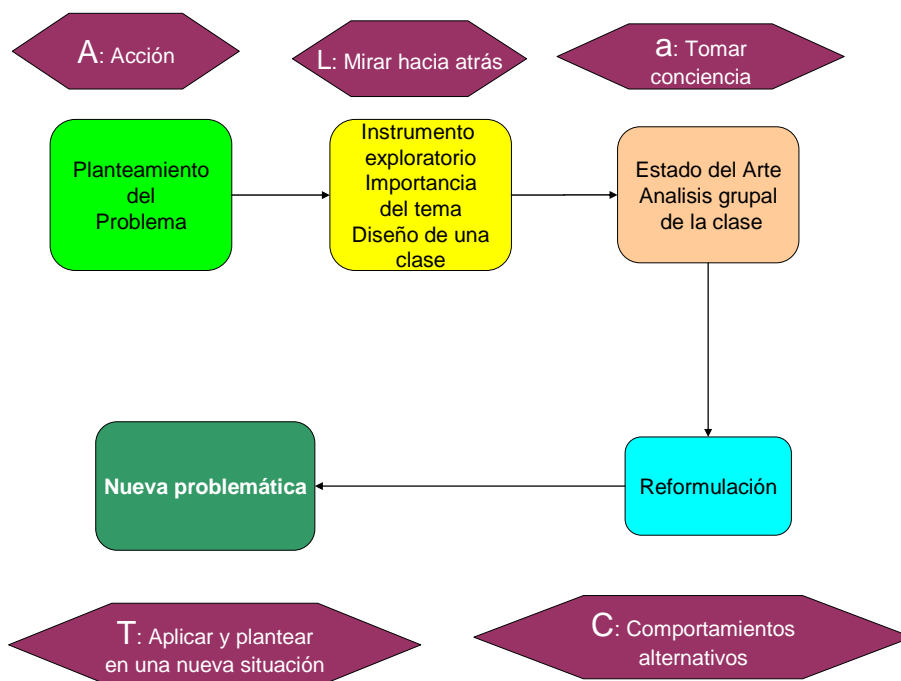 A: Acción
L: Mirar hacia atrás
a: Tomar
conciencia
Planteamiento
del
Problema
Instrumento
exploratorio
Importancia
del tema
Diseño de una
clase
Estado del Arte
Analisis grupal
de la clase
Nueva problemática
Reformulación
T: Aplicar y plantear
en una nueva situación
C: Comportamientos
alternativos